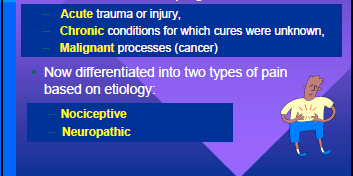 – Acute trauma or injury,
– Chronic conditions for which cures were unknown,
– Malignant processes (cancer)
• Now differentiated into two types of pain
based on etiology:
– Nociceptive
– Neuropathic